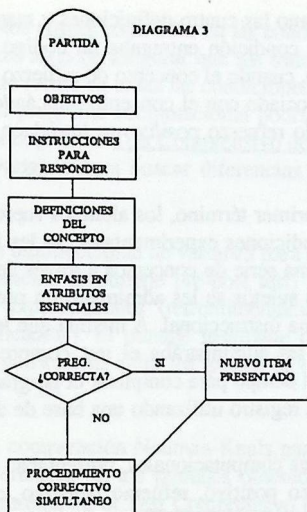 DIAGRAMA 3
PARTIDA
OBJETIVOS
INSTRUCCIONES
PARA
RESPONDER
DEFINICIONES
DEL
CONCEPTO
ENFASIS EN
ATRIBUTOS
ESENCIALES
PREG.
¿CORRECTA?
SI
NUEVO ITEM
PRESENTADO
NO
PROCEDIMIENTO
CORRECTIVO
SIMULTANEO